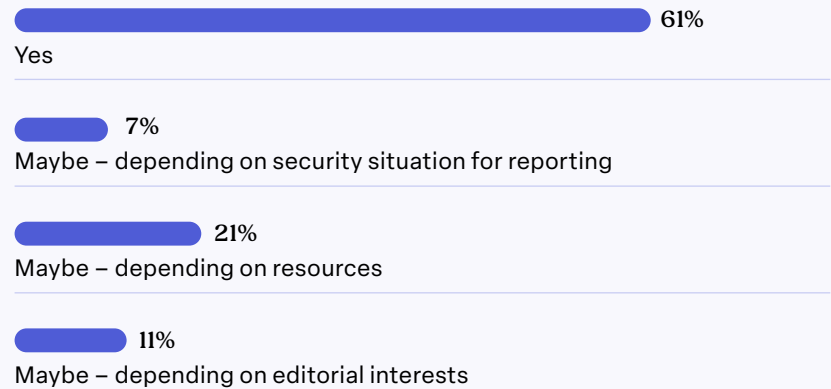 61%
Yes
7%
Maybe – depending on security situation for reporting
21%
Maybe – depending on resources
11%
Maybe – depending on editorial interests